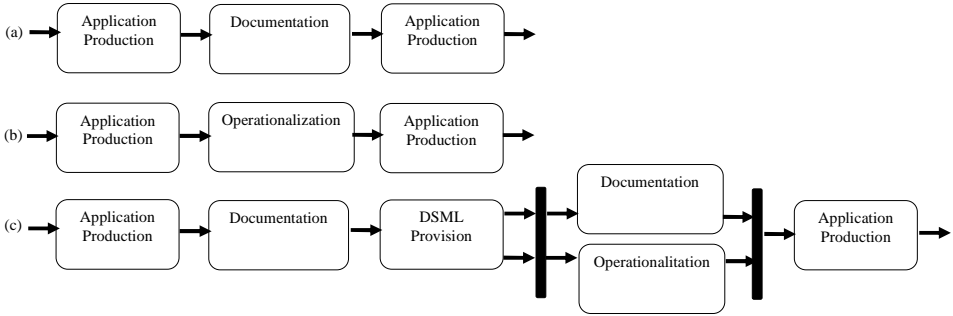 (a)
Application
Production
Documentation
Application
Production
(b)
Application
Production
Operationalization
Application
Production
(c)
Application
Production
Documentation
DSML
Provision
Documentation
Operationalitation
Application
Production